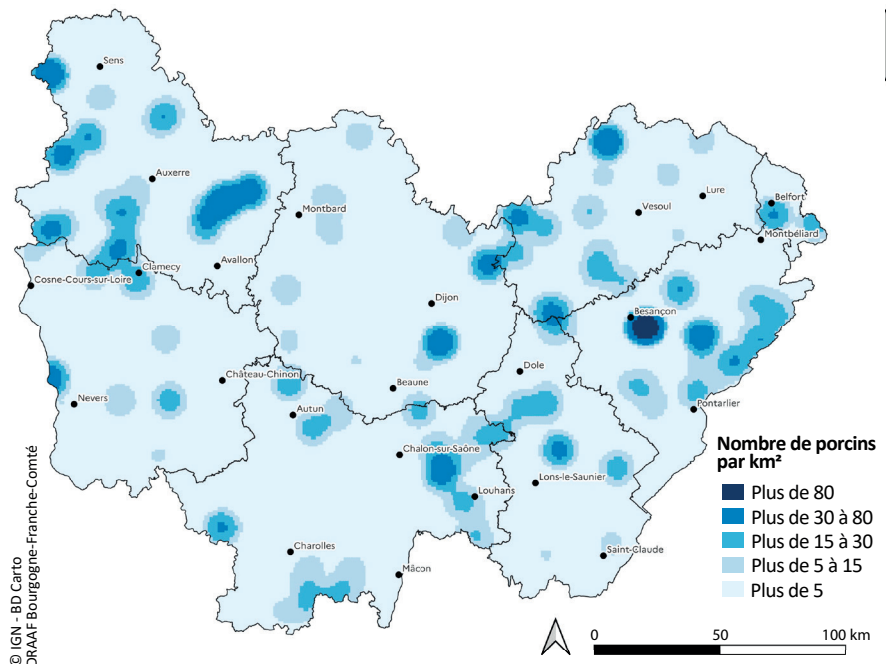 Sens
Auxerre
Montbard
Avallon
Clamecy
Cosne-Cours-sur-Loire
Château-Chinon
Nevers
Dijon
Beaune
Autun
Chalon-sur-Saône
Louhans
Charolles
Mâcon
Vesoul
Lure
Belfort
Montbéliard
Besançon
Dole
Pontarlier
Lons-le-Saunier
Saint-Claude
Nombre de porcins
par km²
Plus de 80
Plus de 30 à 80
Plus de 15 à 30
Plus de 5 à 15
Plus de 5
0 50 100 km
© IGN - BD Carto
DRAAF Bourgogne-Franche-Comté